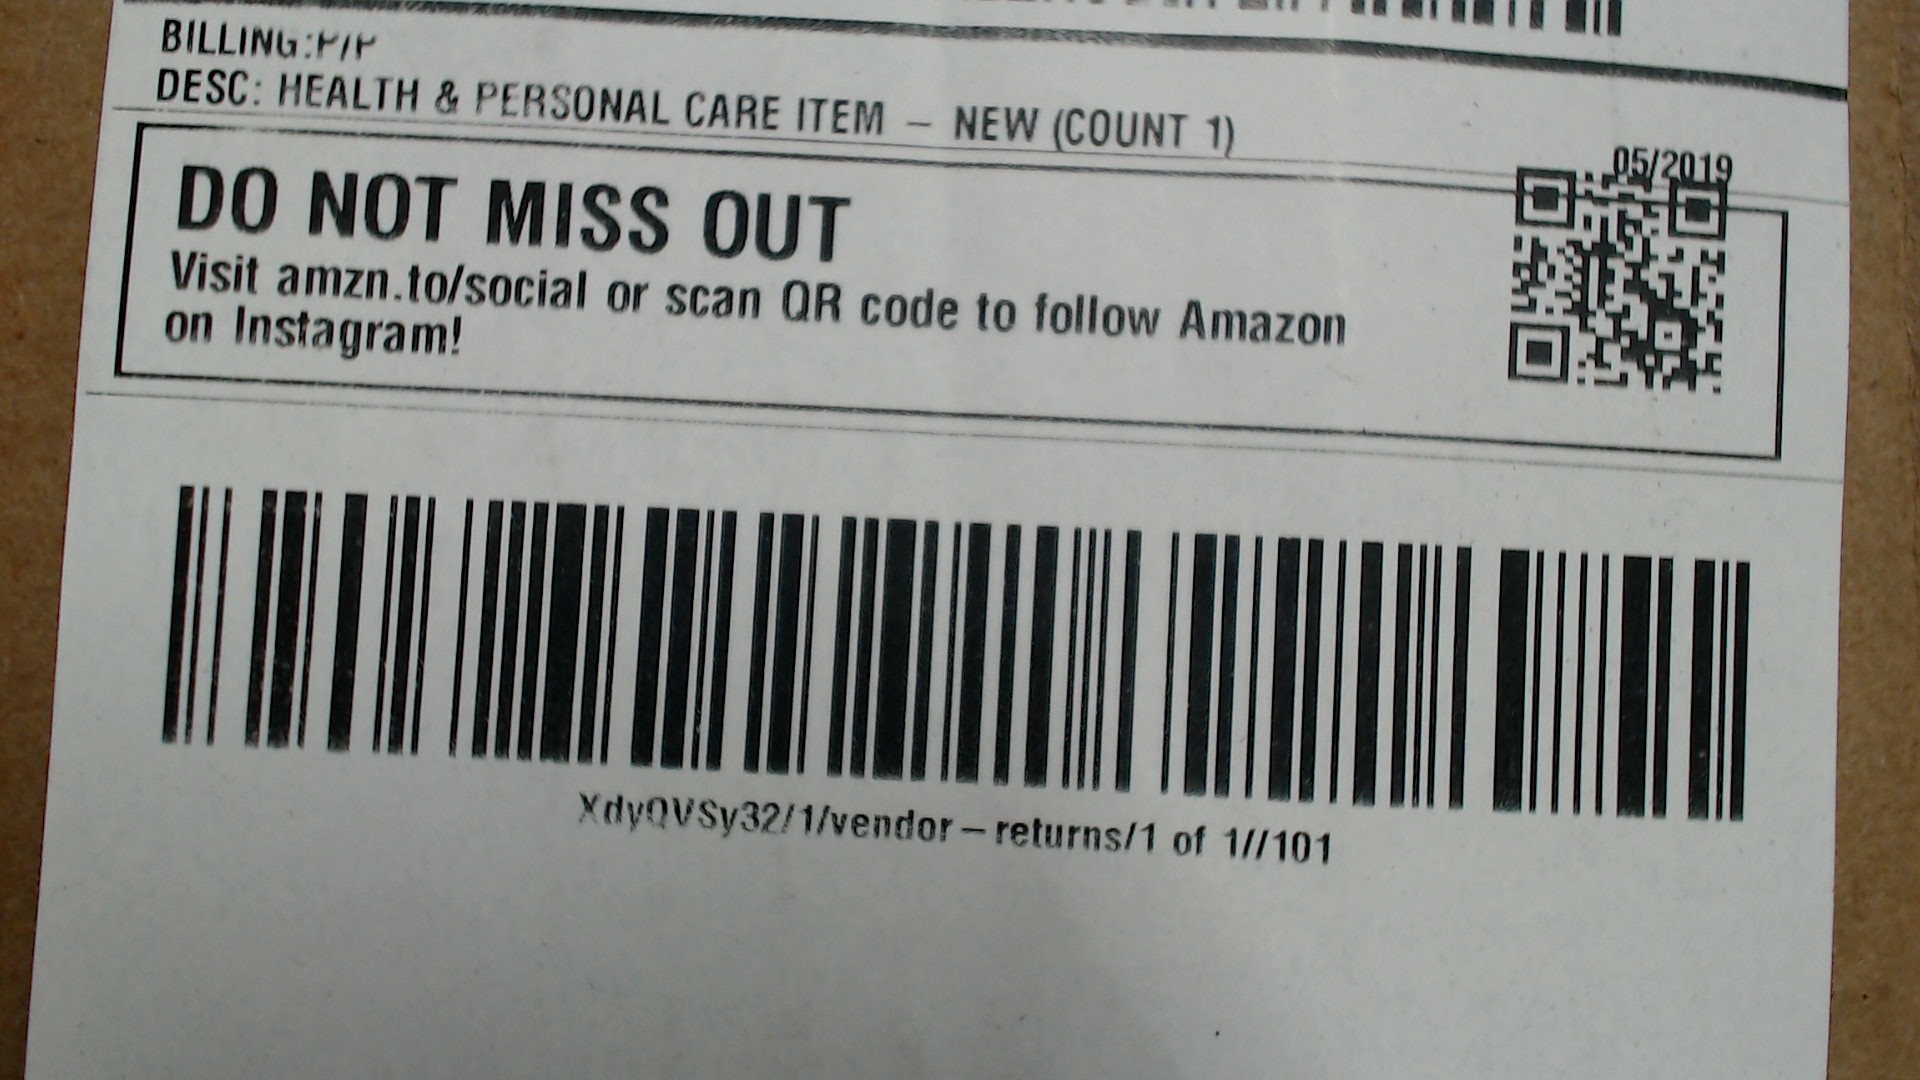 BILLING:P/P
DESC: HEALTH & PERSONAL CARE ITEM – NEW (COUNT 1)
05/2019
DO NOT MISS OUT
Visit amzn.to/social or scan QR code to follow Amazon
on Instagram!
XdyQVSy32/1/vendor–returns/1 of 1//101